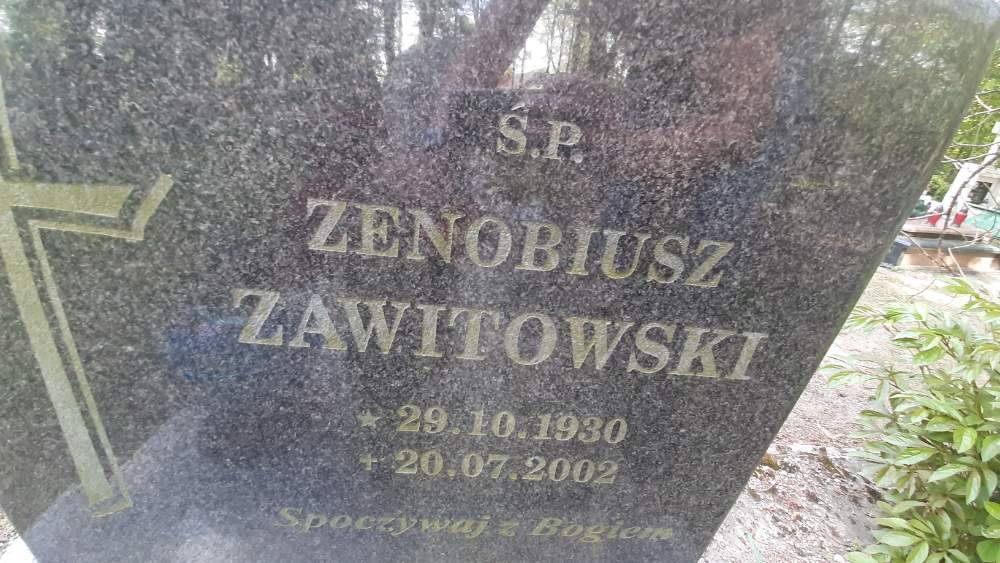 Ś.P.
ZENOBIUSZ
ZAWITOWSKI
★ 29.10.1930
+ 20.07.2002
Spoczywaj z Bogiem